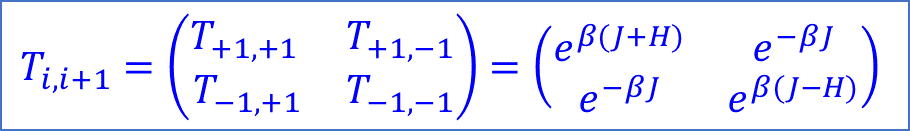 T_{i,i+1} = \begin{pmatrix} T_{+1,+1} & T_{+1,-1} \\ T_{-1,+1} & T_{-1,-1} \end{pmatrix} = \begin{pmatrix} e^{\beta(J+H)} & e^{-\beta J} \\ e^{-\beta J} & e^{\beta(J-H)} \end{pmatrix}